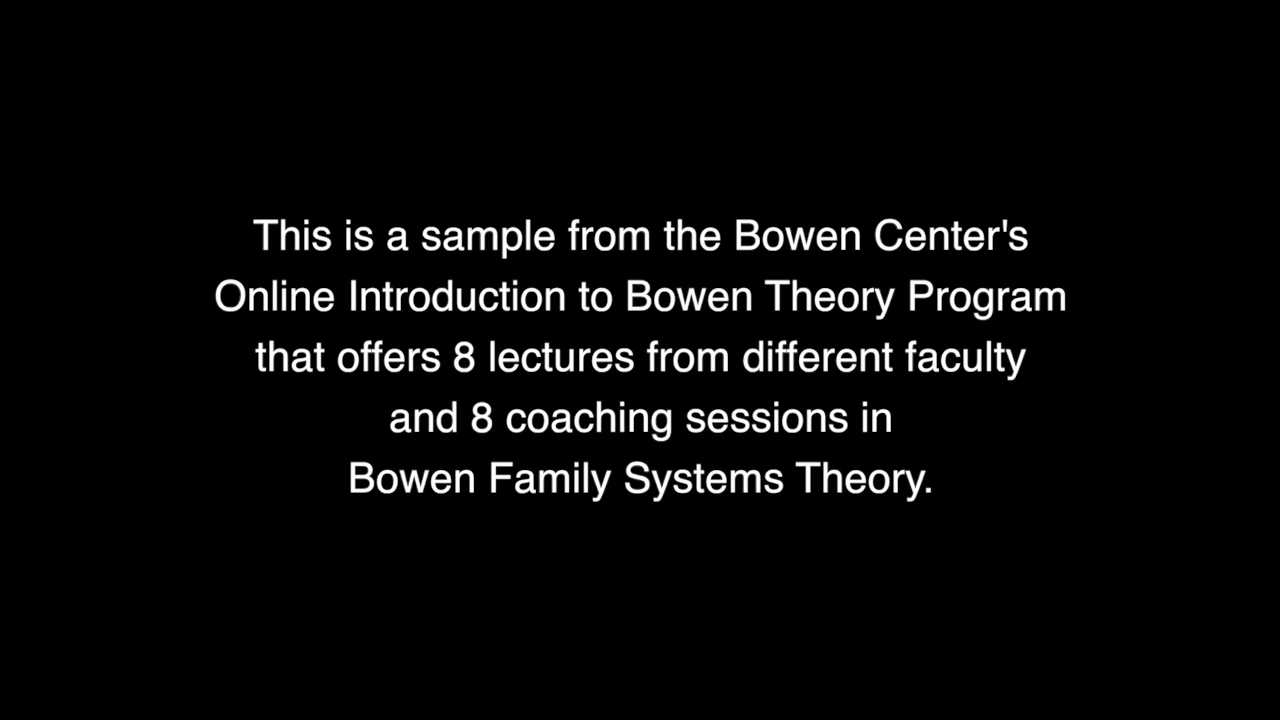 This is a sample from the Bowen Center's
Online Introduction to Bowen Theory Program
that offers 8 lectures from different faculty
and 8 coaching sessions in
Bowen Family Systems Theory.